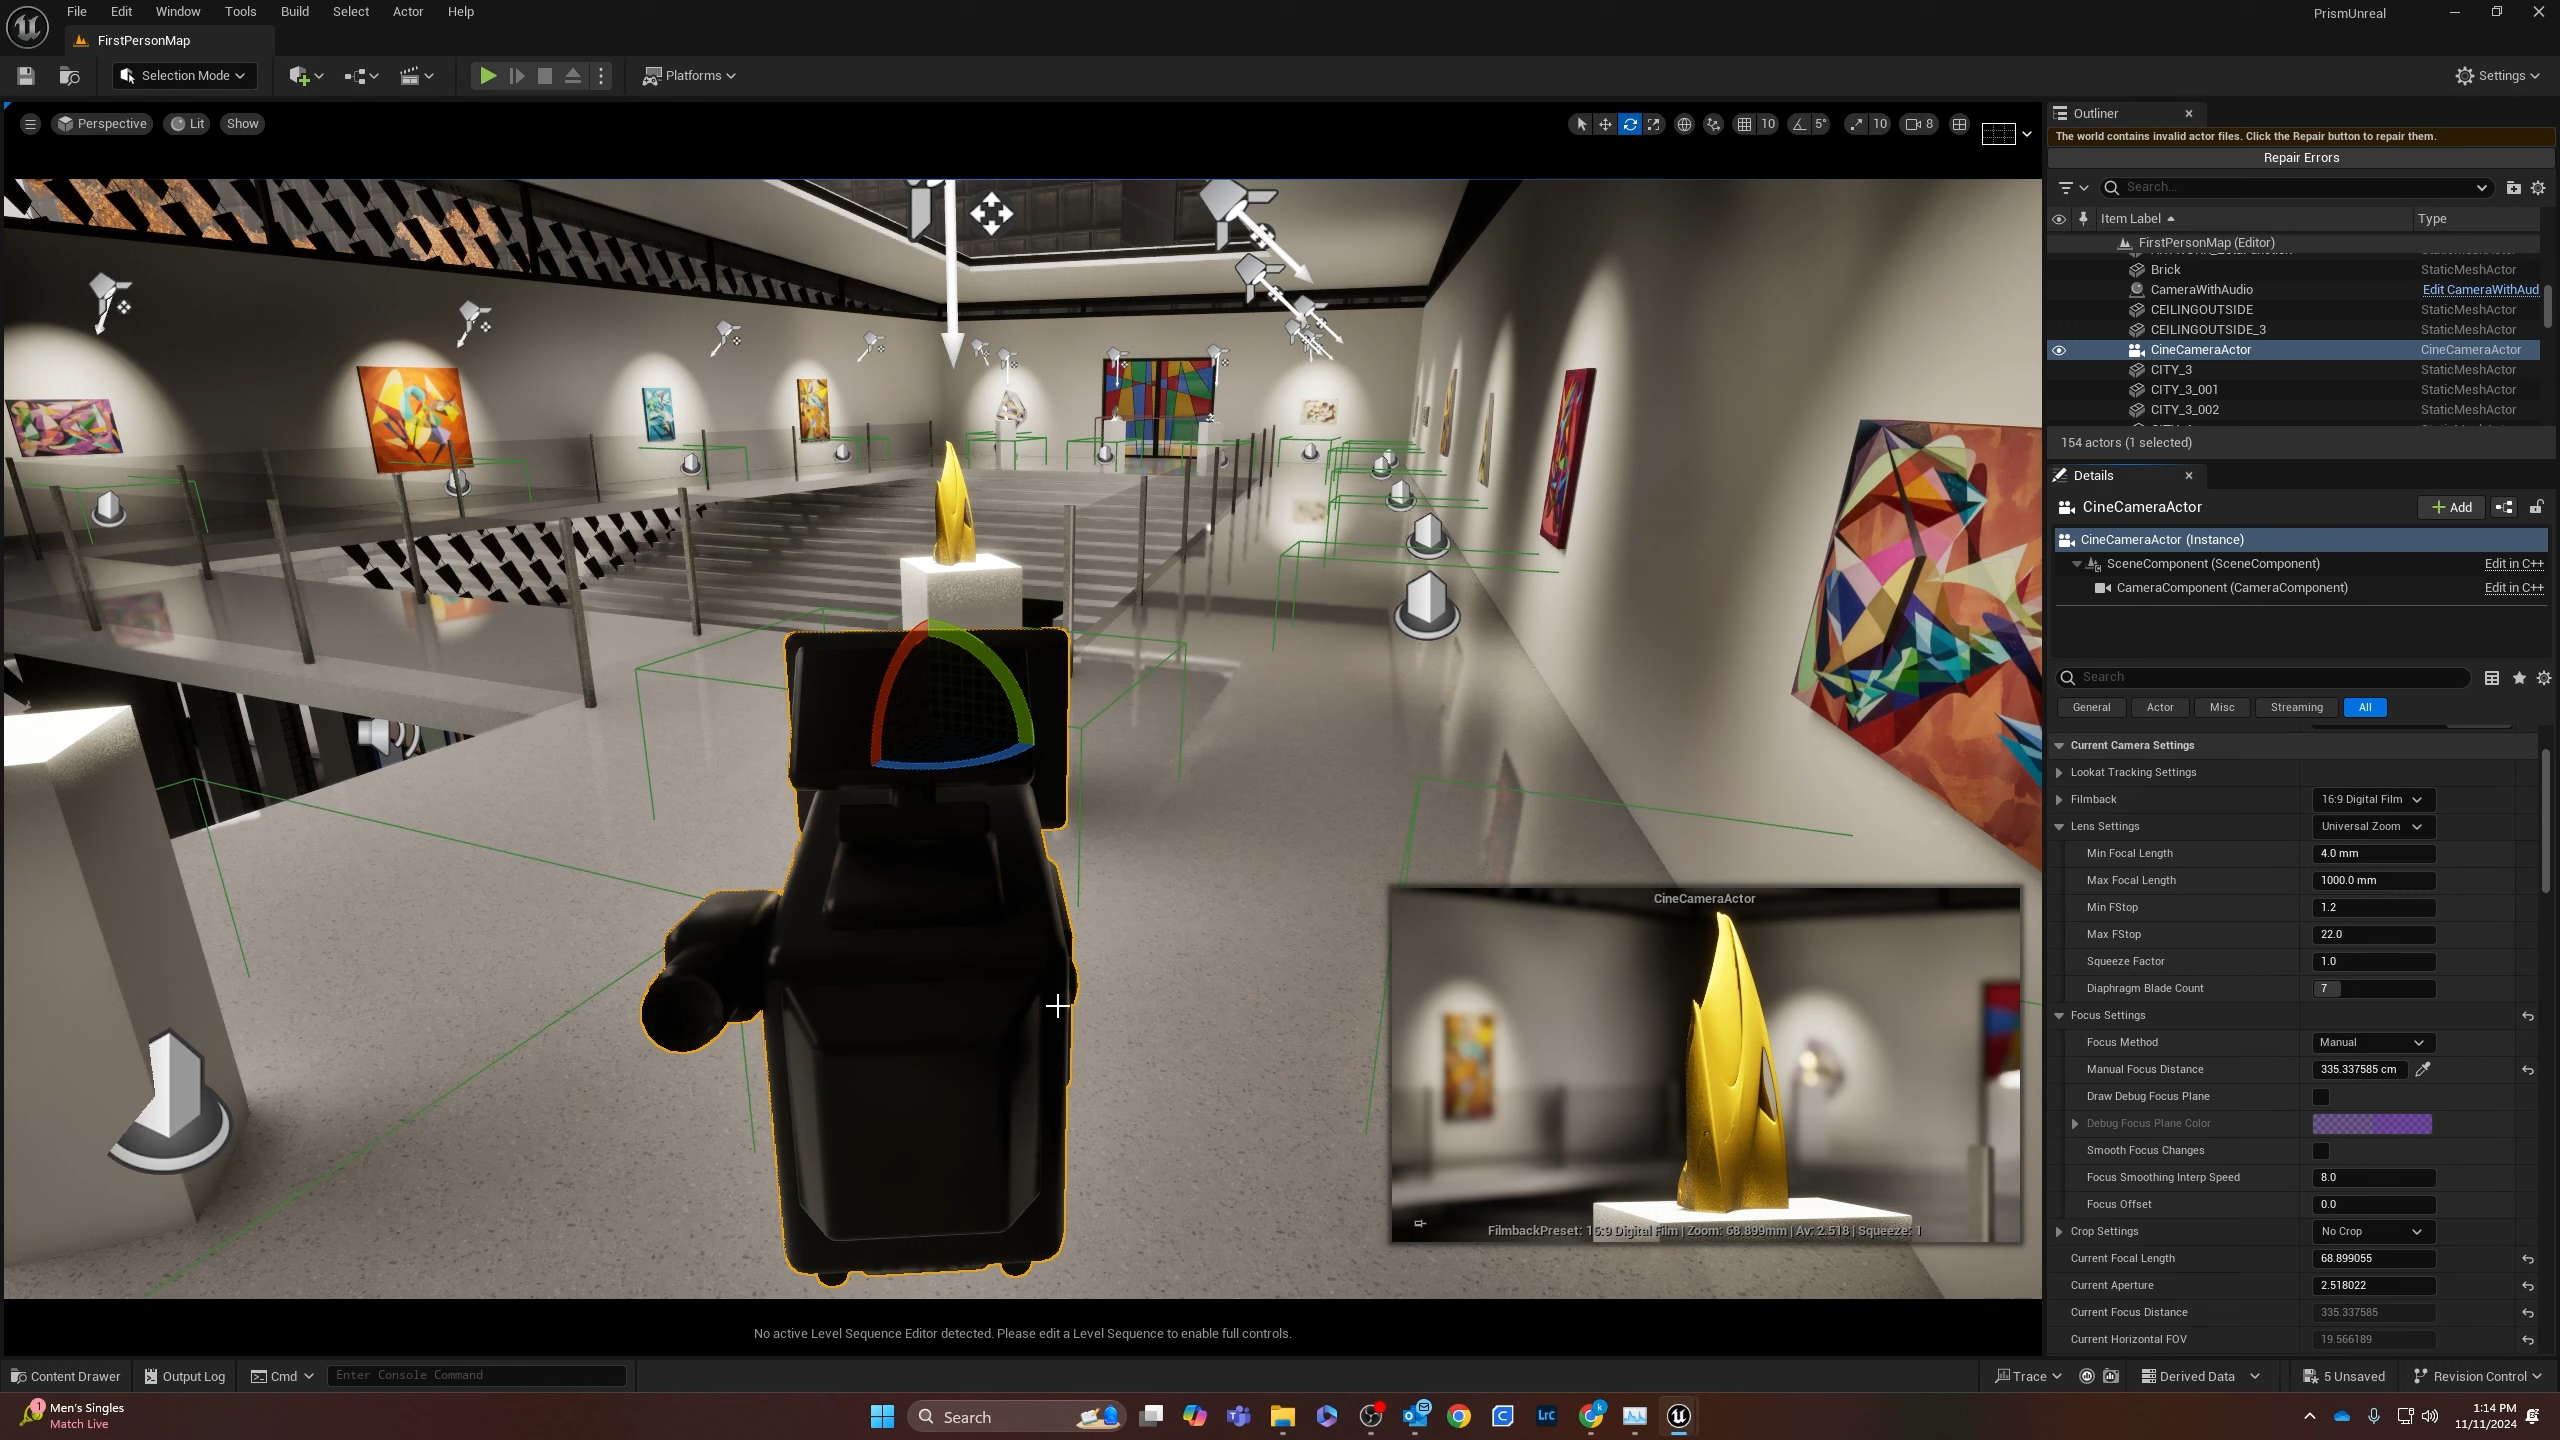 File Edit Window Tools Build Select Actor Help
PrismUnreal
FirstPersonMap
Selection Mode
Platforms
Settings
Perspective
Lit
Show
10
5°
10
8
Outliner
The world contains invalid actor files. Click the Repair button to repair them.
Repair Errors
Search...
Item Label
Type
FirstPersonMap (Editor)
Brick StaticMeshActor
CameraWithAudio Edit CameraWithAud
CEILINGOUTSIDE StaticMeshActor
CEILINGOUTSIDE_3 StaticMeshActor
CineCameraActor CineCameraActor
CITY_3 StaticMeshActor
CITY_3_001 StaticMeshActor
CITY_3_002 StaticMeshActor
154 actors (1 selected)
Details
CineCameraActor
Add
CineCameraActor (Instance)
SceneComponent (SceneComponent) Edit in C++
CameraComponent (CameraComponent) Edit in C++
Search
General Actor Misc Streaming All
Current Camera Settings
Lookat Tracking Settings
Filmback 16:9 Digital Film
Lens Settings Universal Zoom
Min Focal Length 4.0 mm
Max Focal Length 1000.0 mm
Min FStop 1.2
Max FStop 22.0
Squeeze Factor 1.0
Diaphragm Blade Count 7
Focus Settings
Focus Method Manual
Manual Focus Distance 335.337585 cm
Draw Debug Focus Plane
Debug Focus Plane Color
Smooth Focus Changes
Focus Smoothing Interp Speed 8.0
Focus Offset 0.0
Crop Settings No Crop
Current Focal Length 68.899055
Current Aperture 2.518022
Current Focus Distance 335.337585
Current Horizontal FOV 19.566189
CineCameraActor
FilmbackPreset: 16:9 Digital Film | Zoom: 68.899mm | Av: 2.518 | Squeeze: 1
No active Level Sequence Editor detected. Please edit a Level Sequence to enable full controls.
Content Drawer
Output Log
Cmd
Enter Console Command
Trace
Derived Data
5 Unsaved
Revision Control
1
Men's Singles
Match Live
Search
LrC
k
1:14 PM
11/11/2024